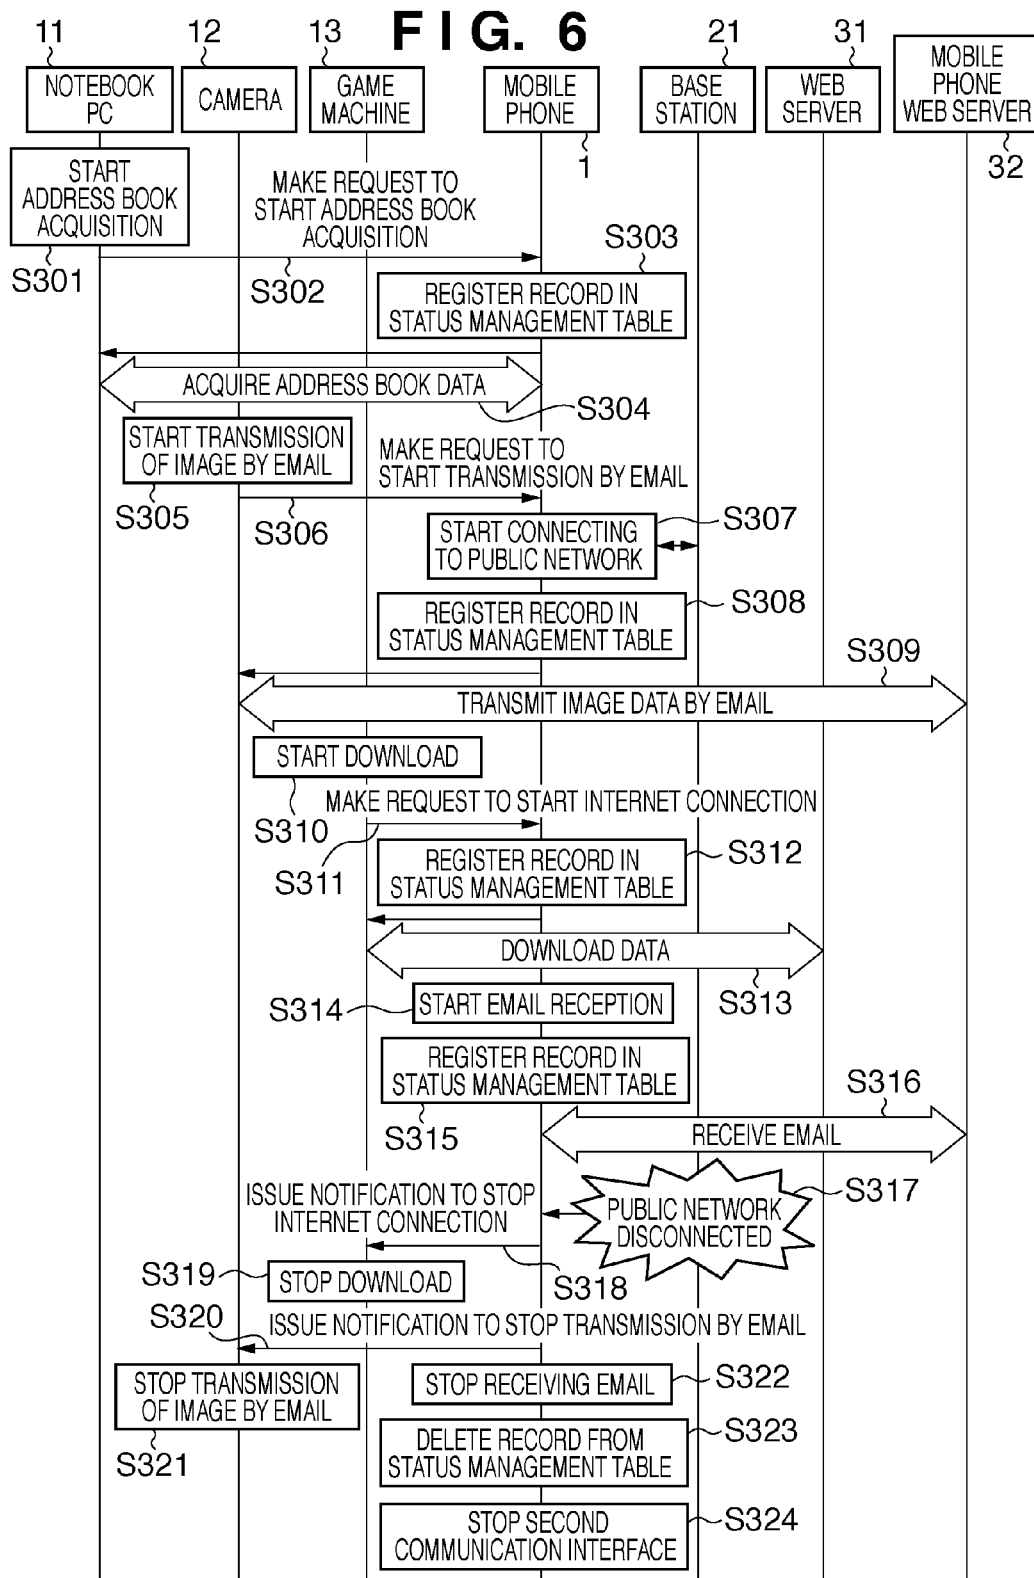 FIG. 6
11
12
13
21
31
NOTEBOOK
PC
CAMERA
GAME
MACHINE
MOBILE
PHONE
BASE
STATION
WEB
SERVER
MOBILE
PHONE
WEB SERVER
1
32
START
ADDRESS BOOK
ACQUISITION
S301
MAKE REQUEST TO
START ADDRESS BOOK
ACQUISITION
S302
S303
REGISTER RECORD IN
STATUS MANAGEMENT TABLE
ACQUIRE ADDRESS BOOK DATA
S304
START TRANSMISSION
OF IMAGE BY EMAIL
S305
MAKE REQUEST TO
START TRANSMISSION BY EMAIL
S306
START CONNECTING
TO PUBLIC NETWORK
S307
REGISTER RECORD IN
STATUS MANAGEMENT TABLE
S308
S309
TRANSMIT IMAGE DATA BY EMAIL
START DOWNLOAD
S310
MAKE REQUEST TO START INTERNET CONNECTION
S311
REGISTER RECORD IN
STATUS MANAGEMENT TABLE
S312
DOWNLOAD DATA
S313
S314
START EMAIL RECEPTION
REGISTER RECORD IN
STATUS MANAGEMENT TABLE
S315
S316
RECEIVE EMAIL
S317
PUBLIC NETWORK
DISCONNECTED
ISSUE NOTIFICATION TO STOP
INTERNET CONNECTION
S318
S319
STOP DOWNLOAD
S320
ISSUE NOTIFICATION TO STOP TRANSMISSION BY EMAIL
STOP TRANSMISSION
OF IMAGE BY EMAIL
S321
STOP RECEIVING EMAIL
S322
DELETE RECORD FROM
STATUS MANAGEMENT TABLE
S323
STOP SECOND
COMMUNICATION INTERFACE
S324